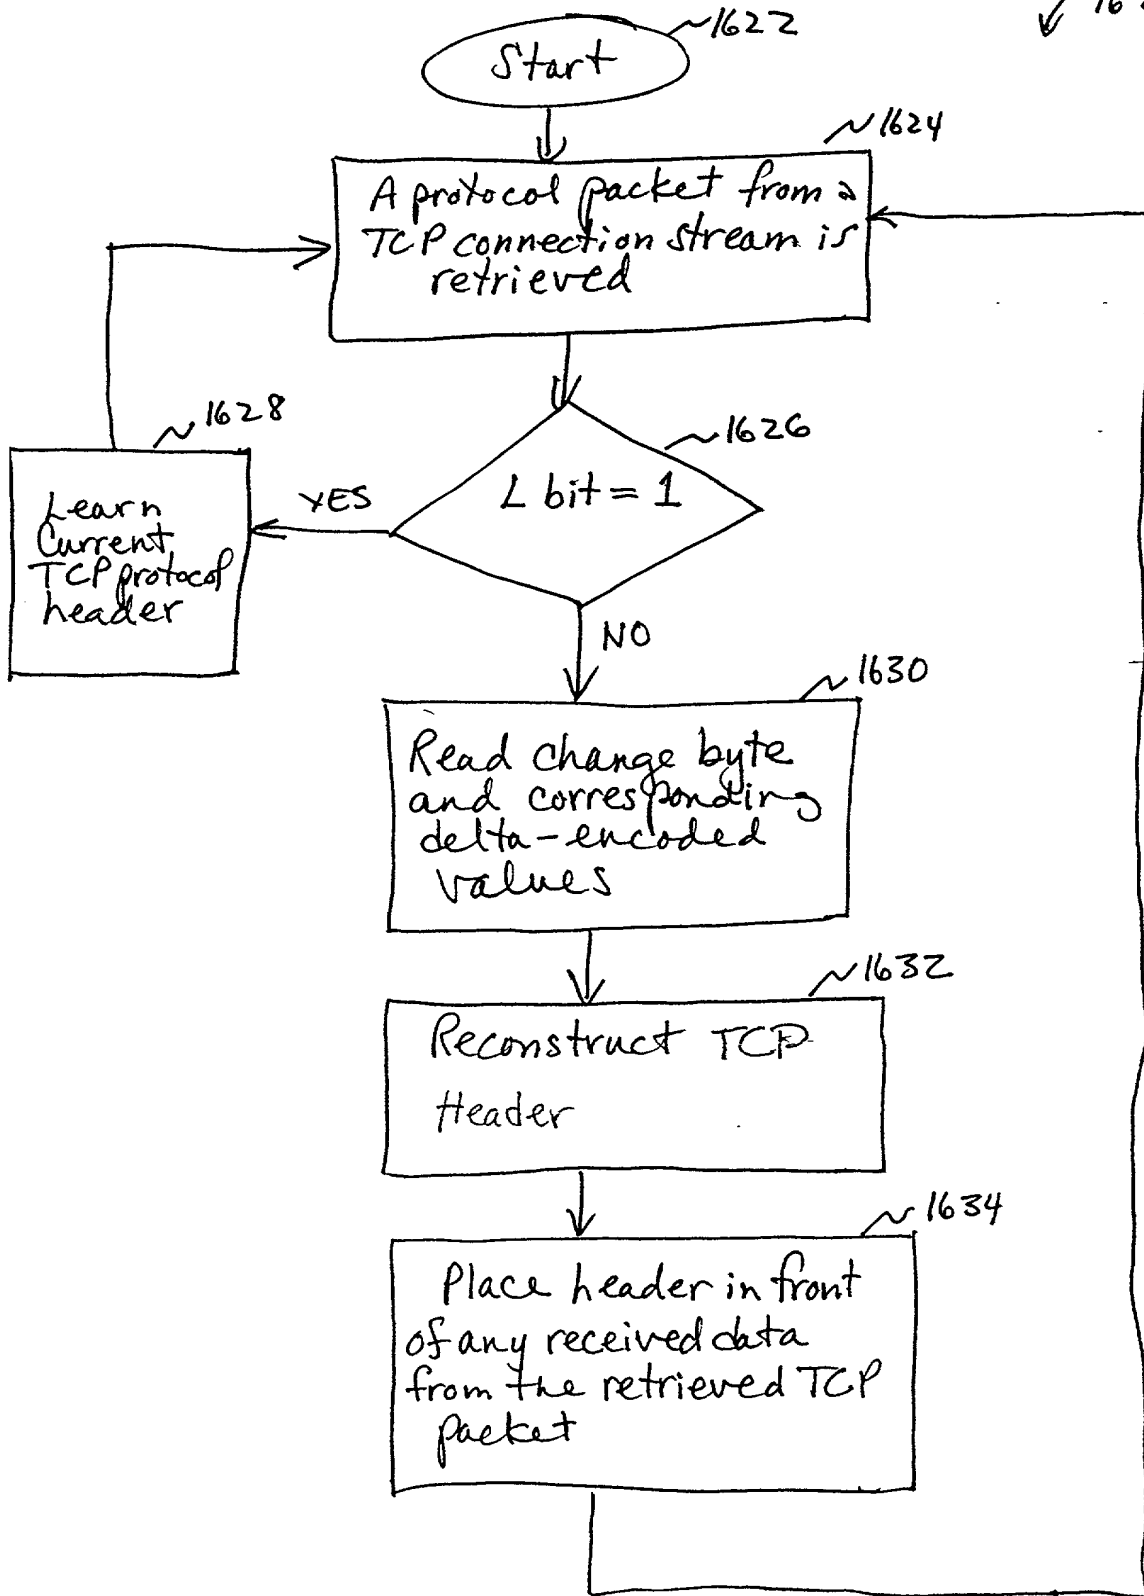 1622
Start
1624
A protocol packet from a
TCP connection stream is
retrieved
1628
1626
L bit = 1
YES
Learn
Current
TCP protocol
header
NO
1630
Read change byte
and corresponding
delta-encoded
values
1632
Reconstruct TCP
Header
1634
Place header in front
of any received data
from the retrieved TCP
packet